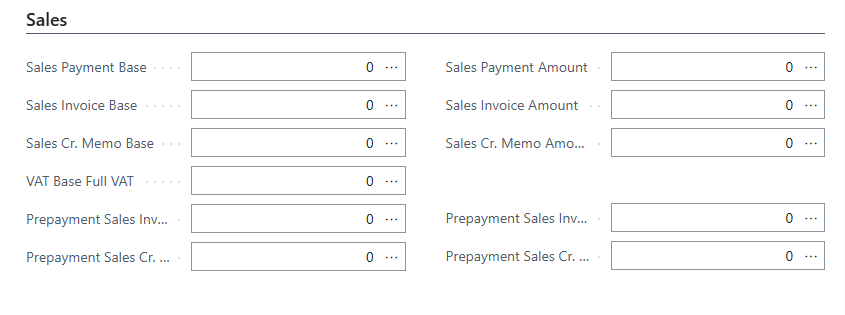 Sales
Sales Payment Base 0 ...
Sales Payment Amount 0 ...
Sales Invoice Base 0 ...
Sales Invoice Amount 0 ...
Sales Cr. Memo Base 0 ...
Sales Cr. Memo Amo... 0 ...
VAT Base Full VAT 0 ...
Prepayment Sales Inv... 0 ...
Prepayment Sales Inv... 0 ...
Prepayment Sales Cr. ... 0 ...
Prepayment Sales Cr. ... 0 ...